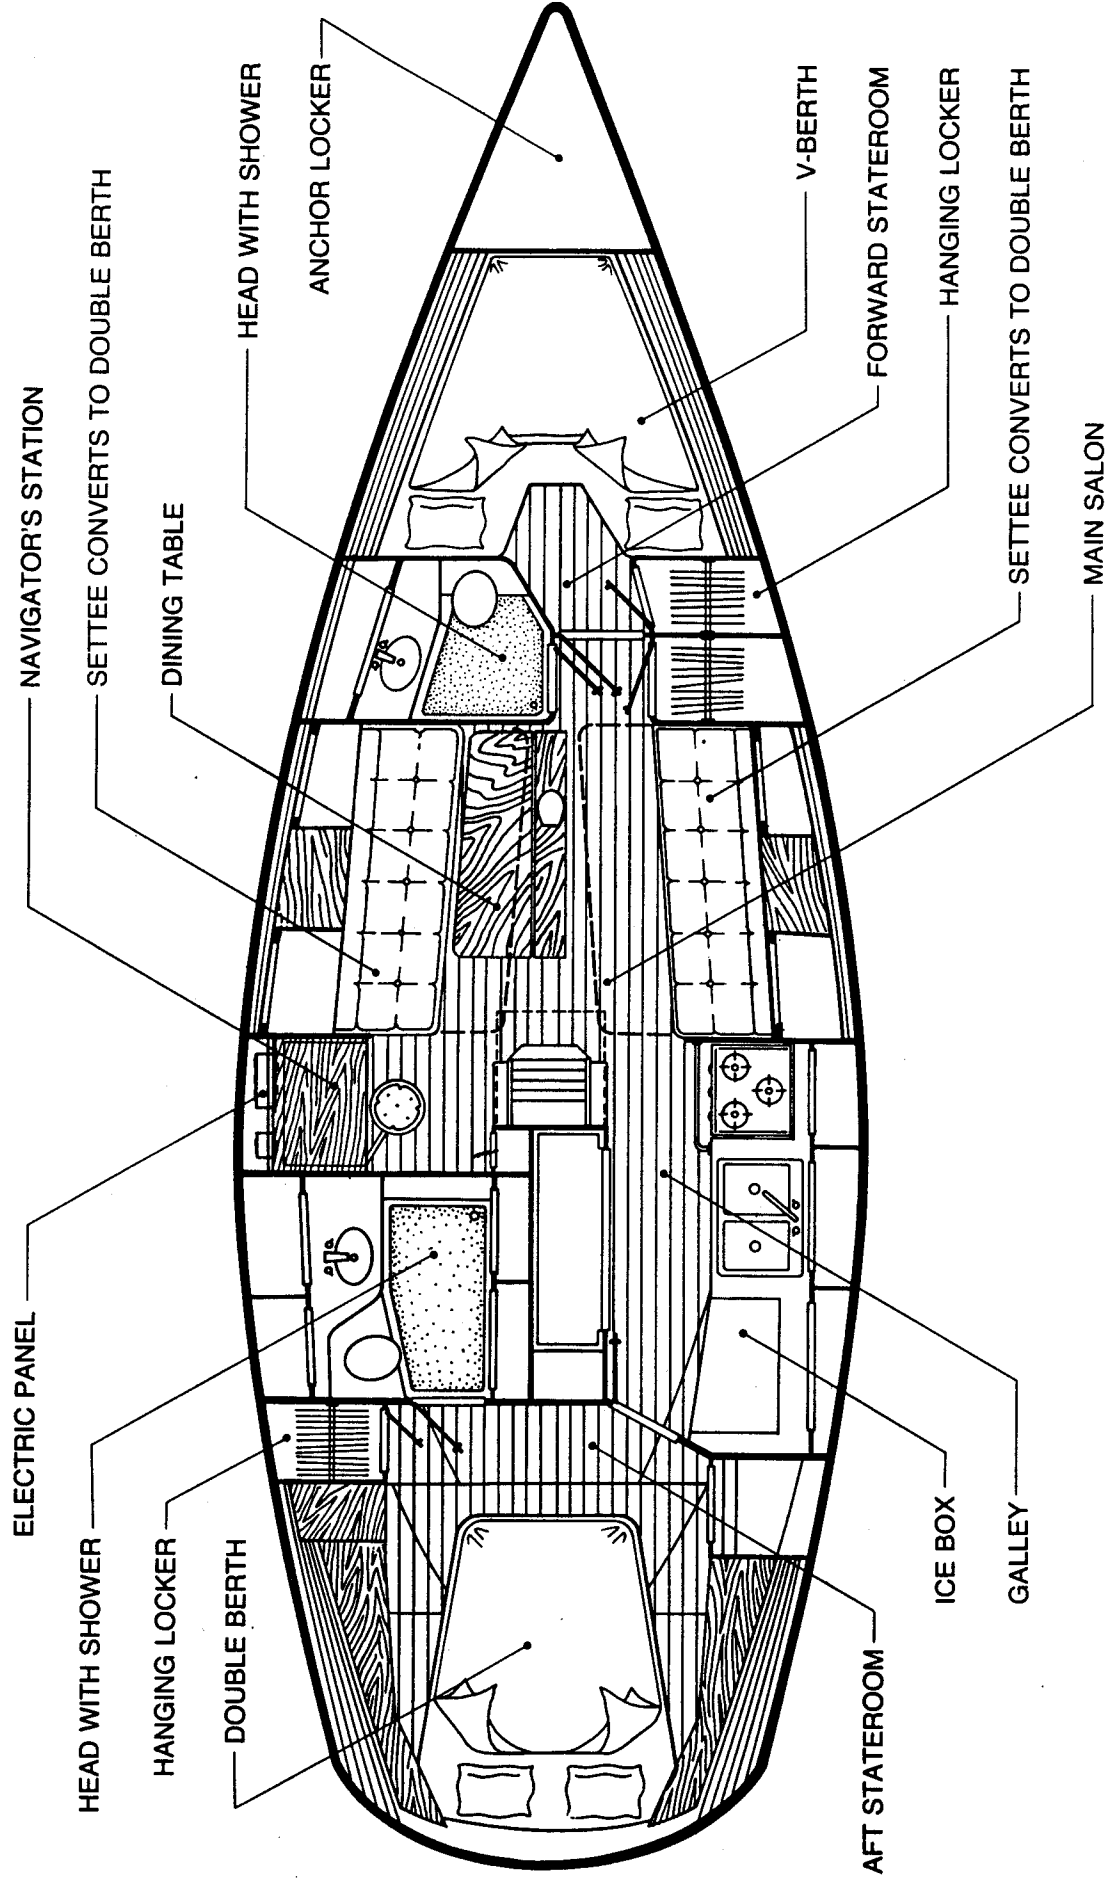 NAVIGATOR'S STATION
SETTEE CONVERTS TO DOUBLE BERTH
DINING TABLE
HEAD WITH SHOWER
ANCHOR LOCKER
ELECTRIC PANEL
HEAD WITH SHOWER
HANGING LOCKER
DOUBLE BERTH
V-BERTH
FORWARD STATEROOM
HANGING LOCKER
SETTEE CONVERTS TO DOUBLE BERTH
MAIN SALON
AFT STATEROOM
ICE BOX
GALLEY